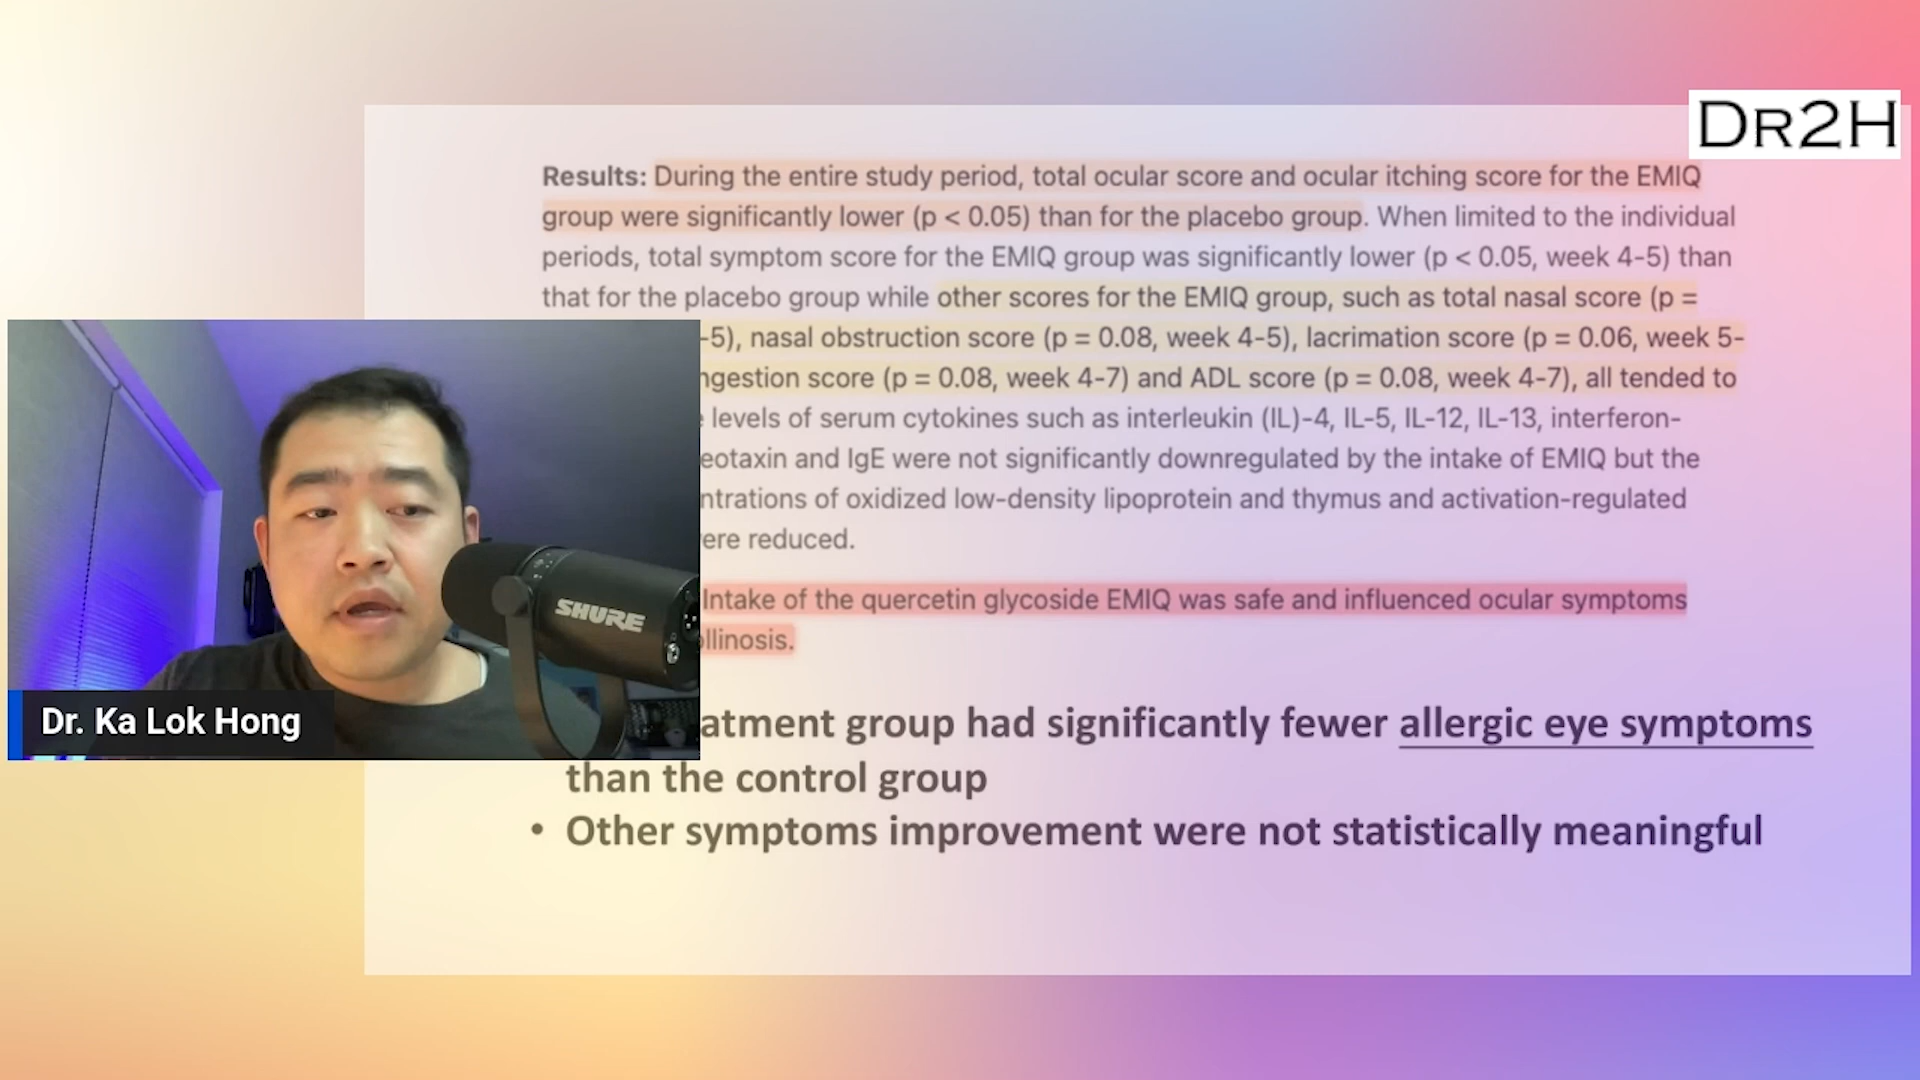 DR2H
Results: During the entire study period, total ocular score and ocular itching score for the EMIQ
group were significantly lower (p < 0.05) than for the placebo group. When limited to the individual
periods, total symptom score for the EMIQ group was significantly lower (p < 0.05, week 4-5) than
that for the placebo group while other scores for the EMIQ group, such as total nasal score (p =
-5), nasal obstruction score (p = 0.08, week 4-5), lacrimation score (p = 0.06, week 5-
score (p = 0.08, week 4-7) and ADL score (p = 0.08, week 4-7), all tended to
levels of serum cytokines such as interleukin (IL)-4, IL-5, IL-12, IL-13, interferon-
eotaxin and IgE were not significantly downregulated by the intake of EMIQ but the
of oxidized low-density lipoprotein and thymus and activation-regulated
reduced.
Intake of the quercetin glycoside EMIQ was safe and influenced ocular symptoms
SHURE
Dr. Ka Lok Hong
group had significantly fewer allergic eye symptoms
than the control group
• Other symptoms improvement were not statistically meaningful